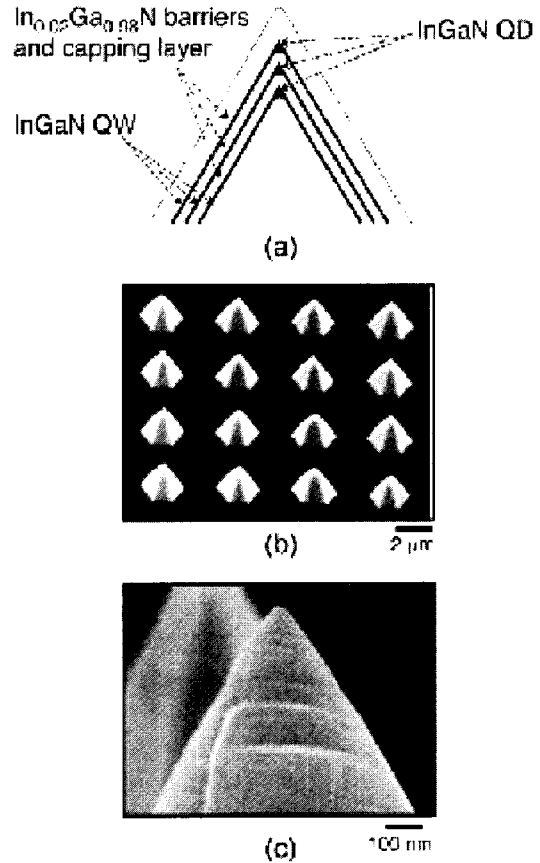 In0.02Ga0.98N barriers
and capping layer
InGaN QD
InGaN QW
(a)
(b)
2 μm
(c)
100 nm